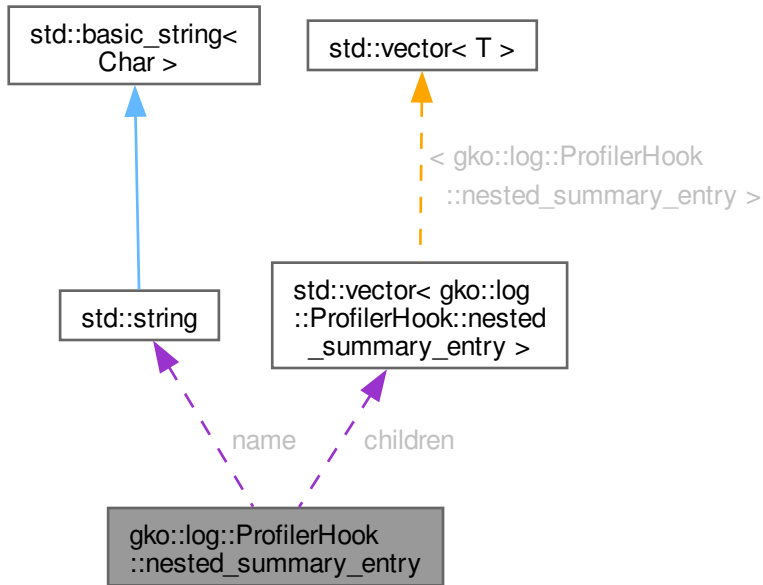 std::basic_string<
Char >
std::vector< T >
< gko::log::ProfilerHook
::nested_summary_entry >
std::string
std::vector< gko::log
::ProfilerHook::nested
_summary_entry >
name
children
gko::log::ProfilerHook
::nested_summary_entry